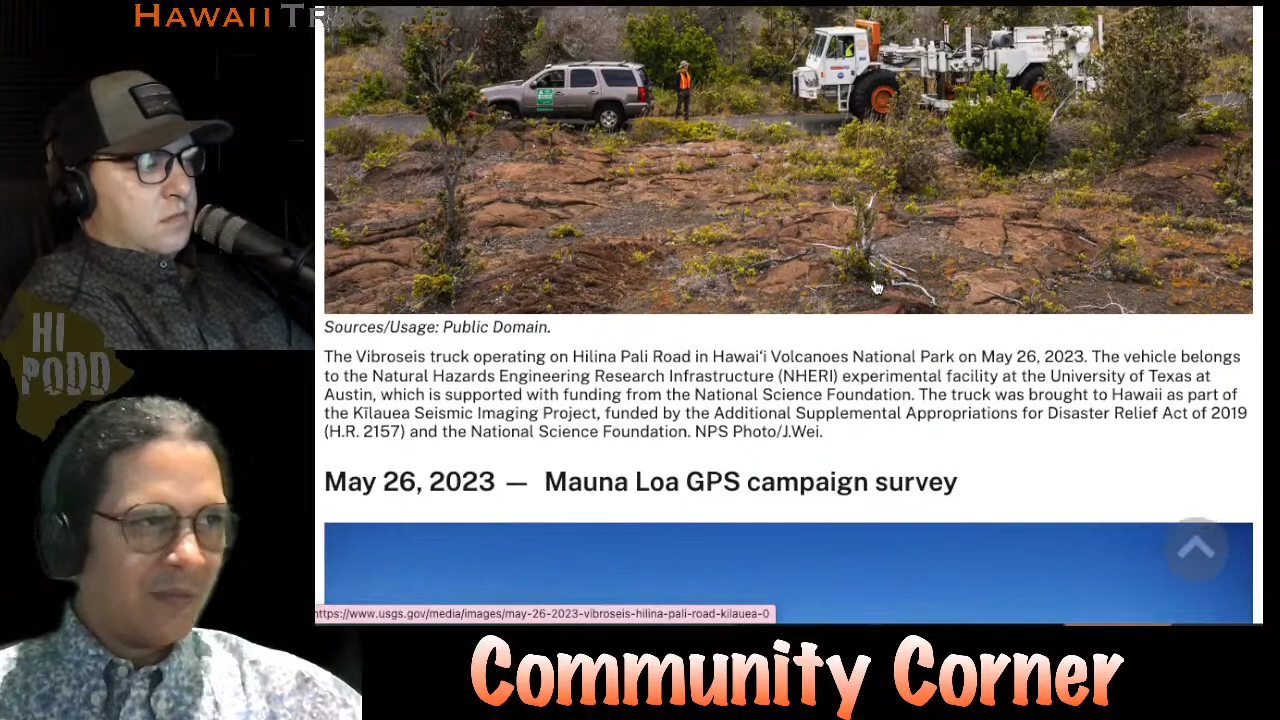 HAWAII TR
Sources/Usage: Public Domain.
The Vibroseis truck operating on Hilina Pali Road in Hawaiʻi Volcanoes National Park on May 26, 2023. The vehicle belongs
to the Natural Hazards Engineering Research Infrastructure (NHERI) experimental facility at the University of Texas at
Austin, which is supported with funding from the National Science Foundation. The truck was brought to Hawaii as part of
the Kīlauea Seismic Imaging Project, funded by the Additional Supplemental Appropriations for Disaster Relief Act of 2019
(H.R. 2157) and the National Science Foundation. NPS Photo/J.Wei.
HI
PODD
May 26, 2023 — Mauna Loa GPS campaign survey
https://www.usgs.gov/media/images/may-26-2023-vibroseis-hilina-pali-road-kilauea-0
Community Corner